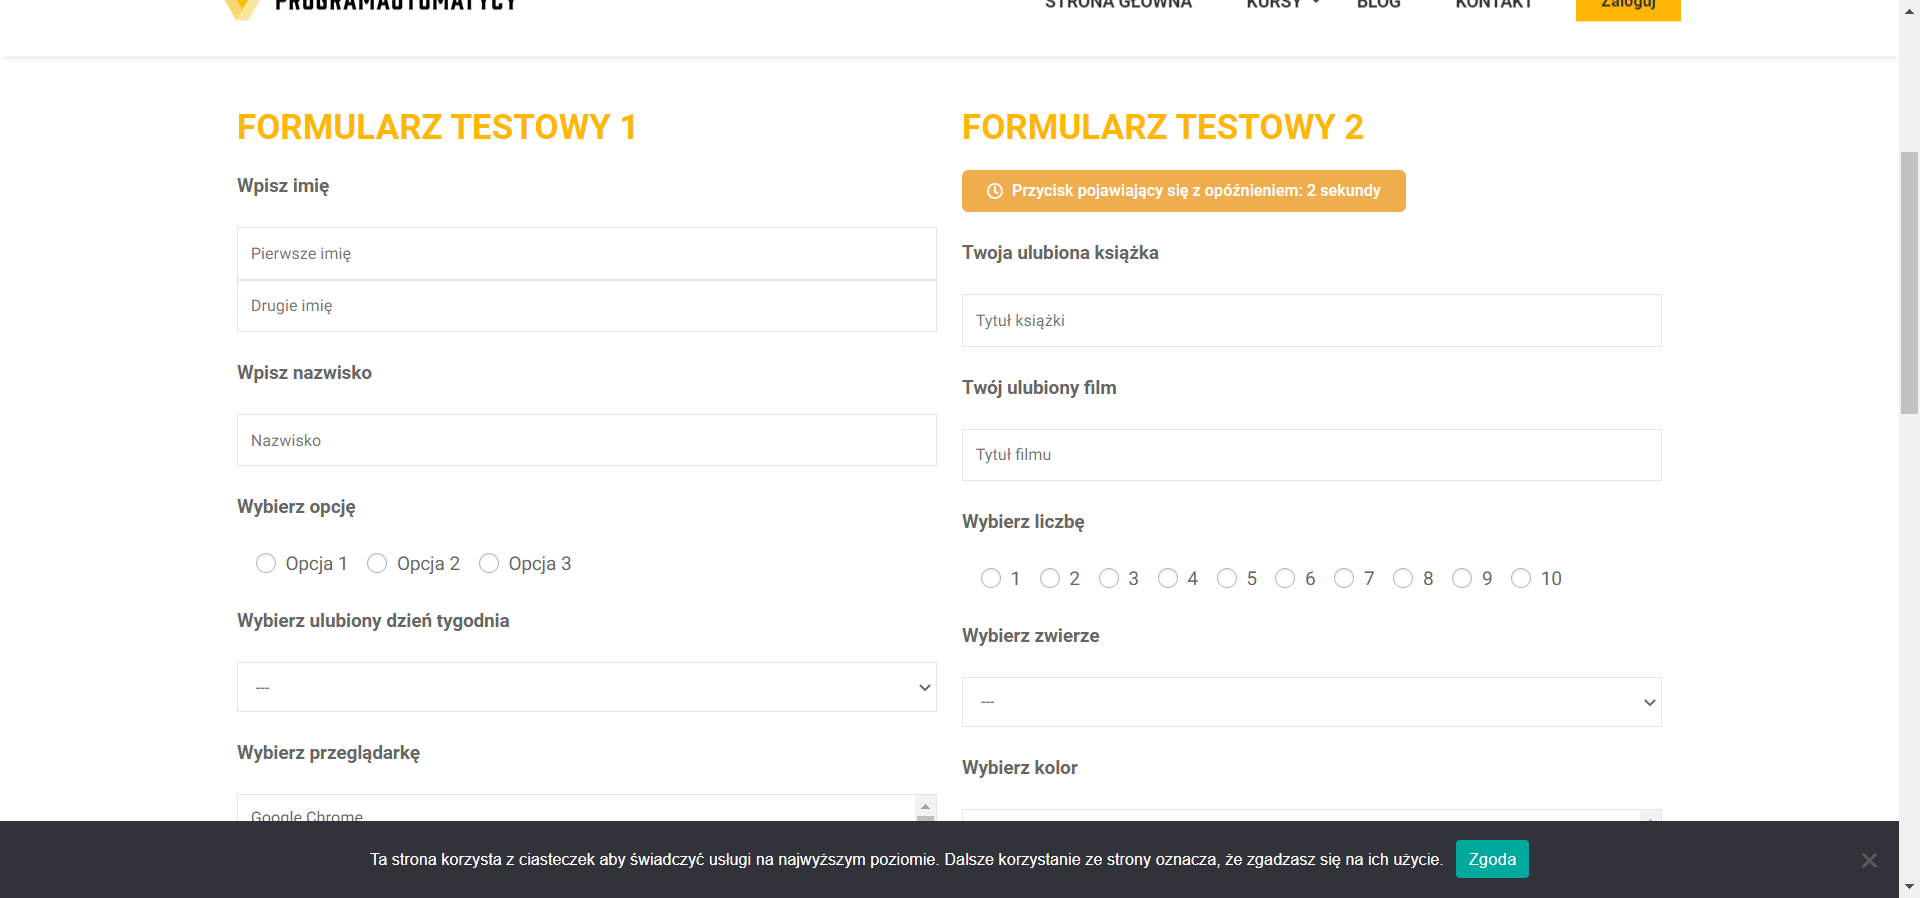 PROGRAMAUTOMATYCY
STRONA GŁÓWNA
KURSY
BLOG
KONTAKT
Zaloguj
FORMULARZ TESTOWY 1
Wpisz imię
Pierwsze imię
Drugie imię
Wpisz nazwisko
Nazwisko
Wybierz opcję
Opcja 1 Opcja 2 Opcja 3
Wybierz ulubiony dzień tygodnia
---
Wybierz przeglądarkę
Google Chrome
FORMULARZ TESTOWY 2
Przycisk pojawiający się z opóźnieniem: 2 sekundy
Twoja ulubiona książka
Tytuł książki
Twój ulubiony film
Tytuł filmu
Wybierz liczbę
1 2 3 4 5 6 7 8 9 10
Wybierz zwierze
---
Wybierz kolor
Ta strona korzysta z ciasteczek aby świadczyć usługi na najwyższym poziomie. Dalsze korzystanie ze strony oznacza, że zgadzasz się na ich użycie.
Zgoda